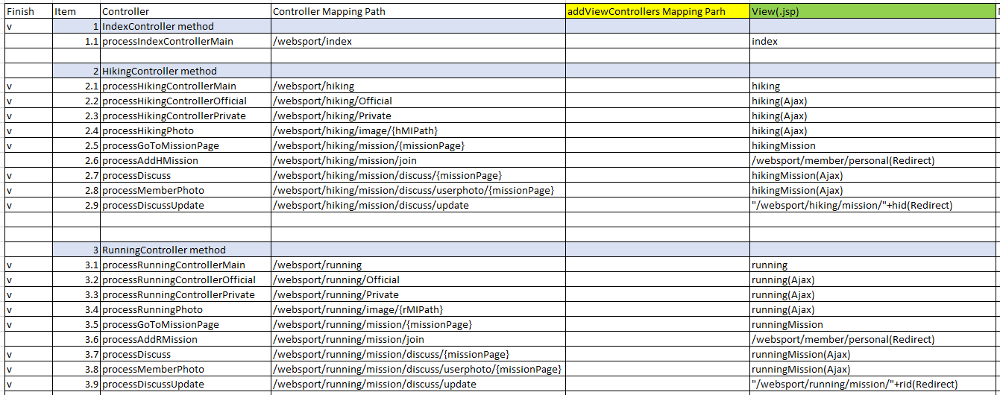 Finish Item Controller Controller Mapping Path addViewControllers Mapping Parh View(.jsp)
v 1 IndexController method
1.1 processIndexControllerMain /websport/index index
2 HikingController method
v 2.1 processHikingControllerMain /websport/hiking hiking
v 2.2 processHikingControllerOfficial /websport/hiking/Official hiking(Ajax)
v 2.3 processHikingControllerPrivate /websport/hiking/Private hiking(Ajax)
v 2.4 processHikingPhoto /websport/hiking/image/{hMIPath} hiking(Ajax)
v 2.5 processGoToMissionPage /websport/hiking/mission/{missionPage} hikingMission
2.6 processAddHMission /websport/hiking/mission/join /websport/member/personal(Redirect)
v 2.7 processDiscuss /websport/hiking/mission/discuss/{missionPage} hikingMission(Ajax)
v 2.8 processMemberPhoto /websport/hiking/mission/discuss/userphoto/{missionPage} hikingMission(Ajax)
v 2.9 processDiscussUpdate /websport/hiking/mission/discuss/update "/websport/hiking/mission/"+hid(Redirect)
3 RunningController method
v 3.1 processRunningControllerMain /websport/running running
v 3.2 processRunningControllerOfficial /websport/running/Official running(Ajax)
v 3.3 processRunningControllerPrivate /websport/running/Private running(Ajax)
v 3.4 processRunningPhoto /websport/running/image/{rMIPath} running(Ajax)
v 3.5 processGoToMissionPage /websport/running/mission/{missionPage} runningMission
3.6 processAddRMission /websport/running/mission/join /websport/member/personal(Redirect)
v 3.7 processDiscuss /websport/running/mission/discuss/{missionPage} runningMission(Ajax)
v 3.8 processMemberPhoto /websport/running/mission/discuss/userphoto/{missionPage} runningMission(Ajax)
v 3.9 processDiscussUpdate /websport/running/mission/discuss/update "/websport/running/mission/"+rid(Redirect)